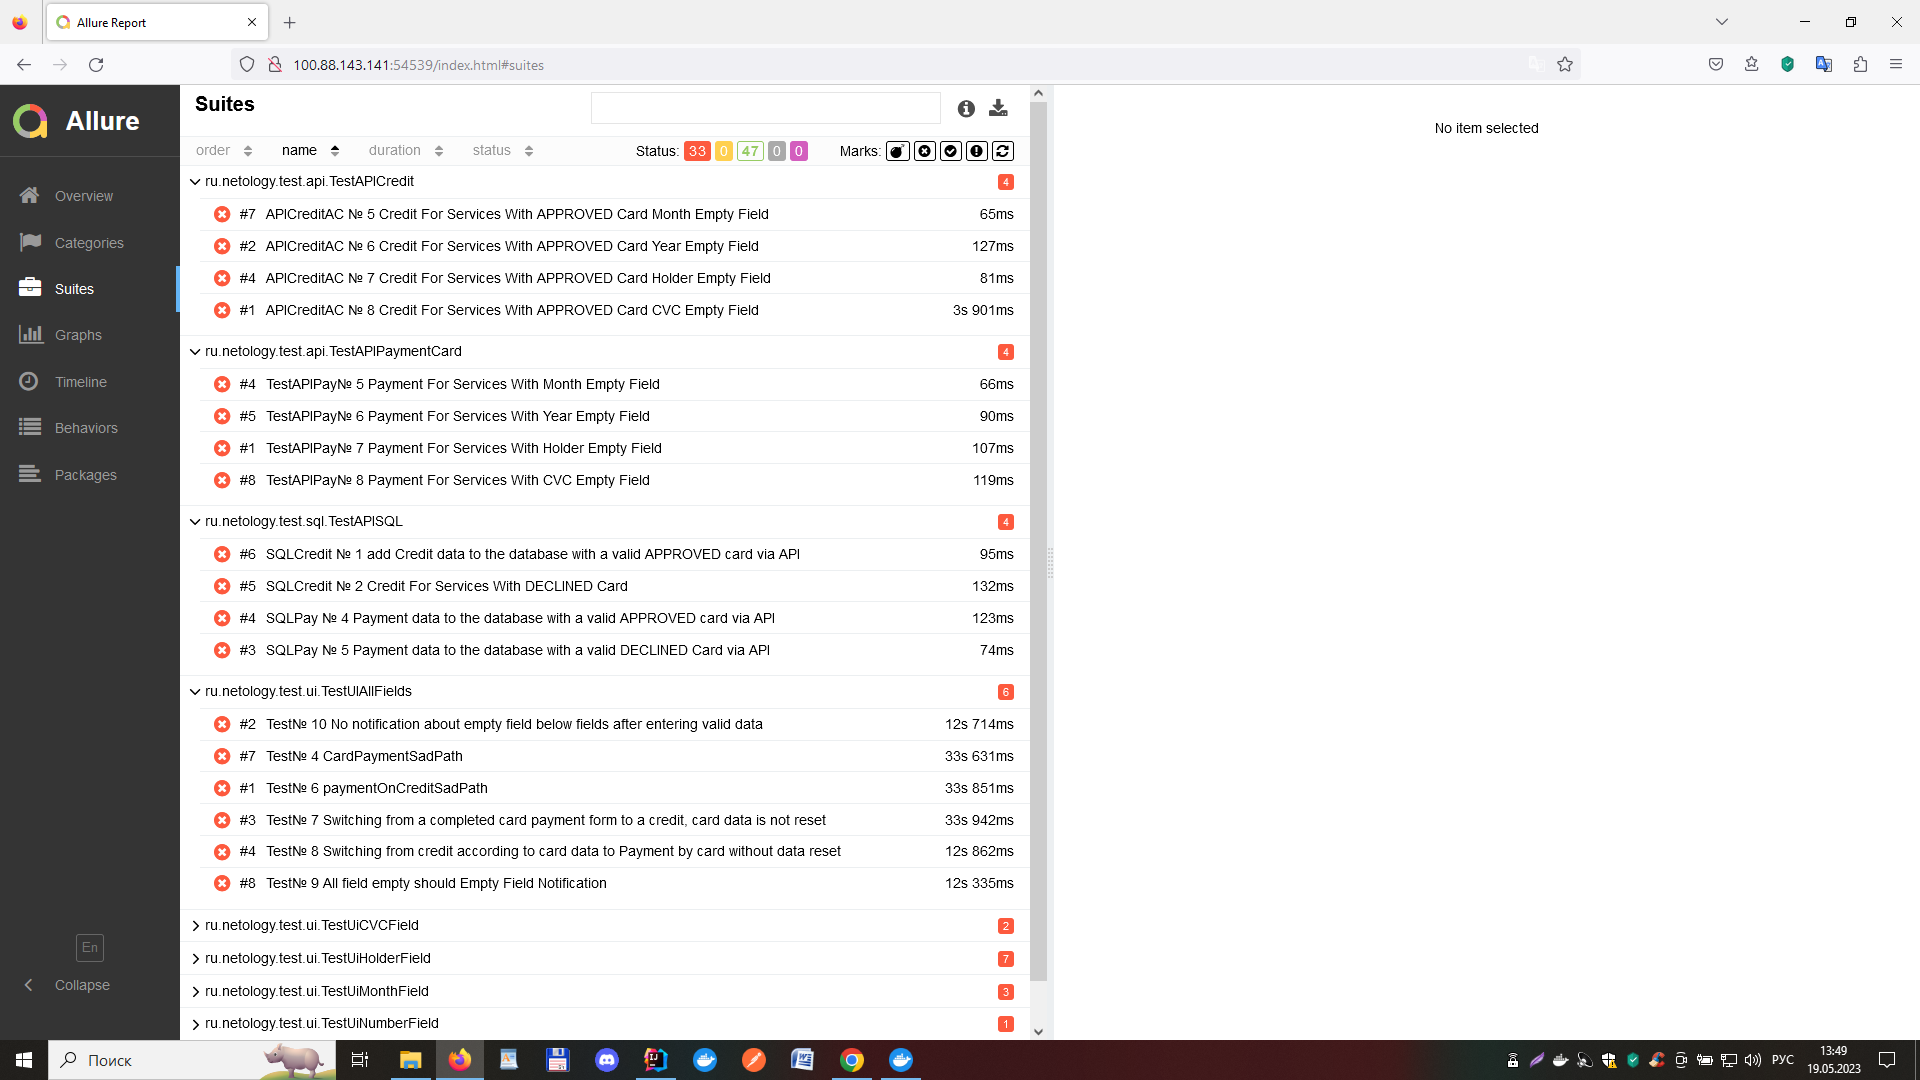 Allure Report
100.88.143.141:54539/index.html#suites
Allure
Overview
Categories
Suites
Graphs
Timeline
Behaviors
Packages
En
Collapse
Suites
order name duration status Status: 33 0 47 0 0 Marks:
ru.netology.test.api.TestAPICredit 4
#7 APICreditAC № 5 Credit For Services With APPROVED Card Month Empty Field 65ms
#2 APICreditAC № 6 Credit For Services With APPROVED Card Year Empty Field 127ms
#4 APICreditAC № 7 Credit For Services With APPROVED Card Holder Empty Field 81ms
#1 APICreditAC № 8 Credit For Services With APPROVED Card CVC Empty Field 3s 901ms
ru.netology.test.api.TestAPIPaymentCard 4
#4 TestAPIPay№ 5 Payment For Services With Month Empty Field 66ms
#5 TestAPIPay№ 6 Payment For Services With Year Empty Field 90ms
#1 TestAPIPay№ 7 Payment For Services With Holder Empty Field 107ms
#8 TestAPIPay№ 8 Payment For Services With CVC Empty Field 119ms
ru.netology.test.sql.TestAPISQL 4
#6 SQLCredit № 1 add Credit data to the database with a valid APPROVED card via API 95ms
#5 SQLCredit № 2 Credit For Services With DECLINED Card 132ms
#4 SQLPay № 4 Payment data to the database with a valid APPROVED card via API 123ms
#3 SQLPay № 5 Payment data to the database with a valid DECLINED Card via API 74ms
ru.netology.test.ui.TestUIAllFields 6
#2 Test№ 10 No notification about empty field below fields after entering valid data 12s 714ms
#7 Test№ 4 CardPaymentSadPath 33s 631ms
#1 Test№ 6 paymentOnCreditSadPath 33s 851ms
#3 Test№ 7 Switching from a completed card payment form to a credit, card data is not reset 33s 942ms
#4 Test№ 8 Switching from credit according to card data to Payment by card without data reset 12s 862ms
#8 Test№ 9 All field empty should Empty Field Notification 12s 335ms
ru.netology.test.ui.TestUiCVCField 2
ru.netology.test.ui.TestUiHolderField 7
ru.netology.test.ui.TestUiMonthField 3
ru.netology.test.ui.TestUiNumberField 1
No item selected
Поиск
РУС
13:49
19.05.2023